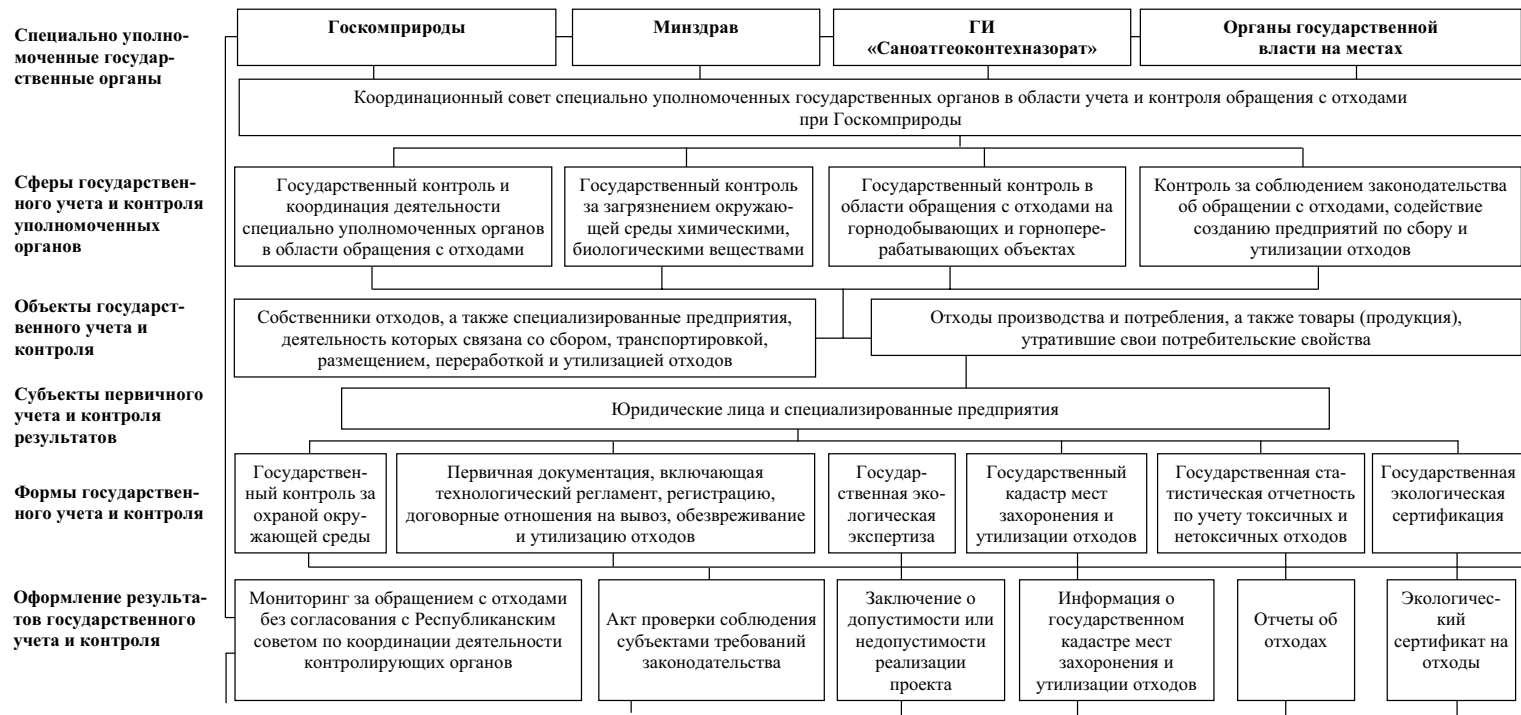 Специально уполно-
моченные государ-
ственные органы
Госкомприроды
Минздрав
ГИ
«Саноатгеоконтехназорат»
Органы государственной
власти на местах
Координационный совет специально уполномоченных государственных органов в области учета и контроля обращения с отходами
при Госкомприроды
Сферы государствен-
ного учета и контроля
уполномоченных
органов
Государственный контроль и
координация деятельности
специально уполномоченных органов
в области обращения с отходами
Государственный контроль
за загрязнением окружаю-
щей среды химическими,
биологическими веществами
Государственный контроль в
области обращения с отходами на
горнодобывающих и горнопере-
рабатывающих объектах
Контроль за соблюдением законодательства
об обращении с отходами, содействие
созданию предприятий по сбору и
утилизации отходов
Объекты государст-
венного учета и
контроля
Собственники отходов, а также специализированные предприятия,
деятельность которых связана со сбором, транспортировкой,
размещением, переработкой и утилизацией отходов
Отходы производства и потребления, а также товары (продукция),
утратившие свои потребительские свойства
Субъекты первичного
учета и контроля
результатов
Юридические лица и специализированные предприятия
Формы государствен-
ного учета и контроля
Государствен-
ный контроль за
охраной окру-
жающей среды
Первичная документация, включающая
технологический регламент, регистрацию,
договорные отношения на вывоз, обезвреживание
и утилизацию отходов
Государ-
ственная эко-
логическая
экспертиза
Государственный
кадастр мест
захоронения и
утилизации отходов
Государственная ста-
тистическая отчетность
по учету токсичных и
нетоксичных отходов
Государственная
экологическая
сертификация
Оформление результа-
тов государственного
учета и контроля
Мониторинг за обращением с отходами
без согласования с Республиканским
советом по координации деятельности
контролирующих органов
Акт проверки соблюдения
субъектами требований
законодательства
Заключение о
допустимости или
недопустимости
реализации
проекта
Информация о
государственном
кадастре мест
захоронения и
утилизации отходов
Отчеты об
отходах
Экологичес-
кий
сертификат на
отходы